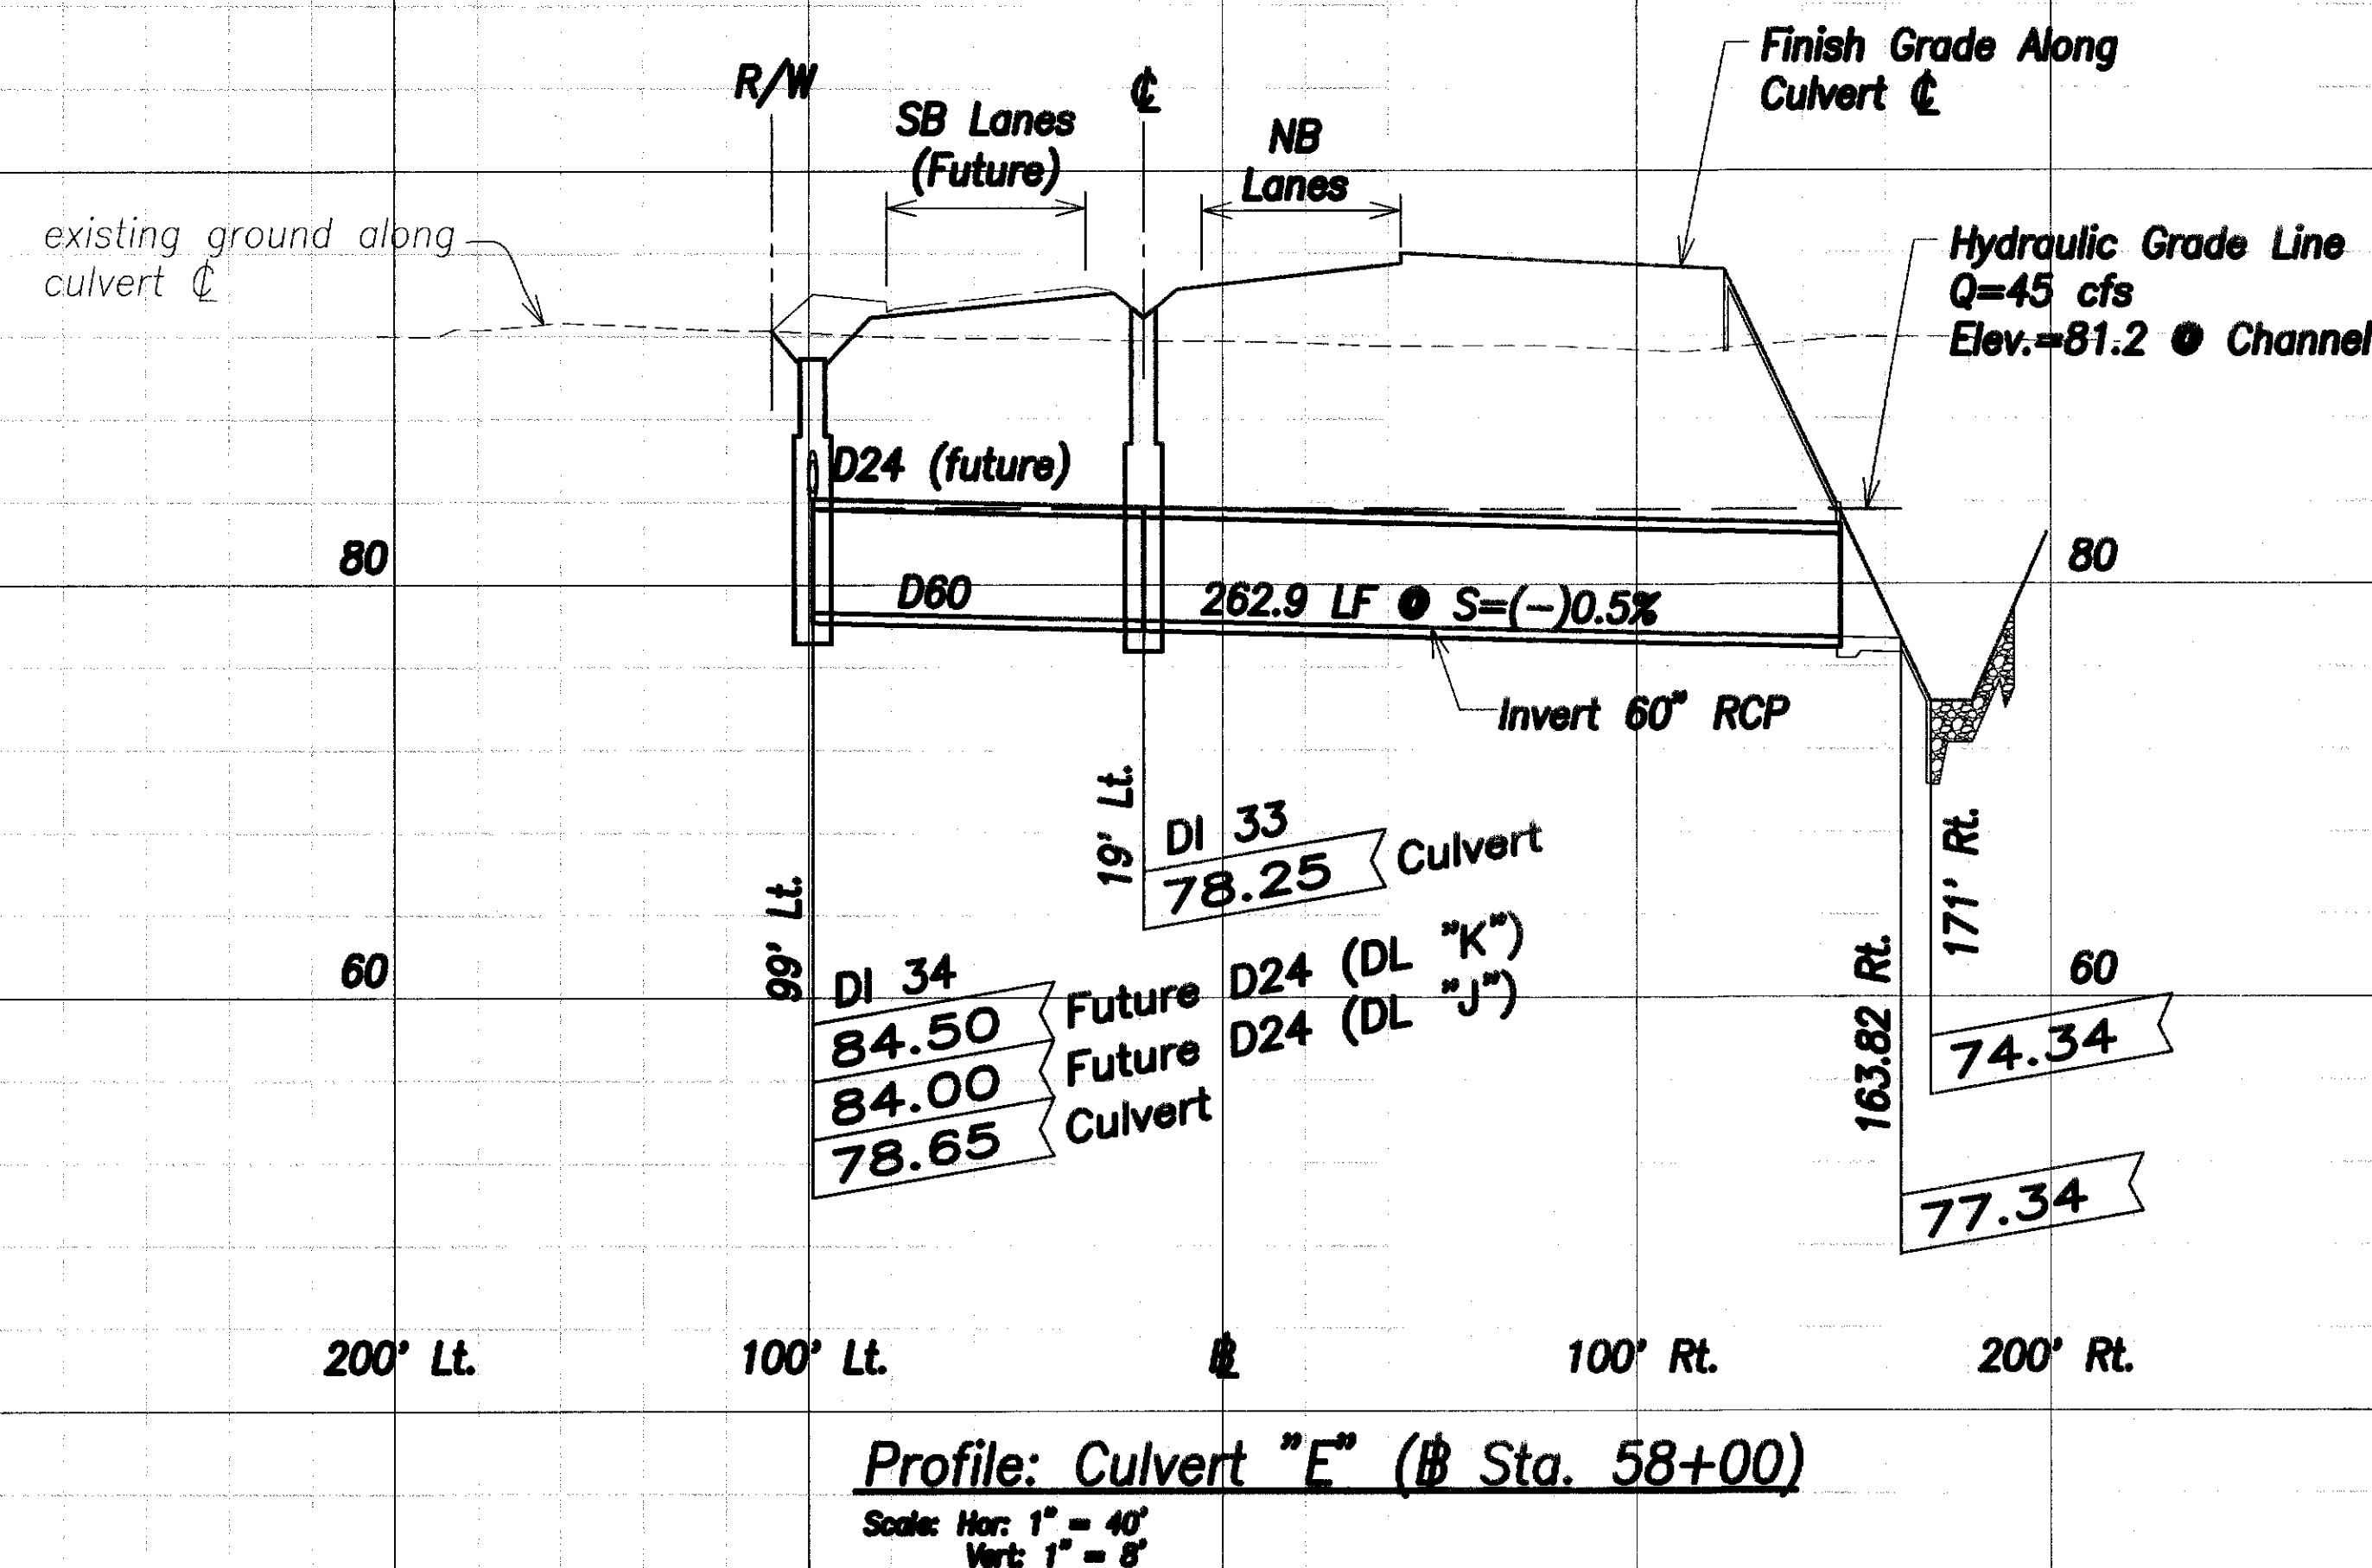 R/W
℄
Finish Grade Along
Culvert ℄
SB Lanes
(Future)
NB
Lanes
existing ground along
culvert ℄
Hydraulic Grade Line
Q=45 cfs
Elev.=81.2 @ Channel
D24 (future)
80
80
D60
262.9 LF @ S=(-)0.5%
Invert 60" RCP
19' Lt.
DI 33
78.25
Culvert
99' Lt.
DI 34
84.50
Future D24 (DL "K")
84.00
Future D24 (DL "J")
78.65
Culvert
171' Rt.
163.82 Rt.
60
60
74.34
77.34
200' Lt.
100' Lt.
BL
100' Rt.
200' Rt.
Profile: Culvert "E" (BL Sta. 58+00)
Scale: Hor: 1" = 40'
Vert: 1" = 8'